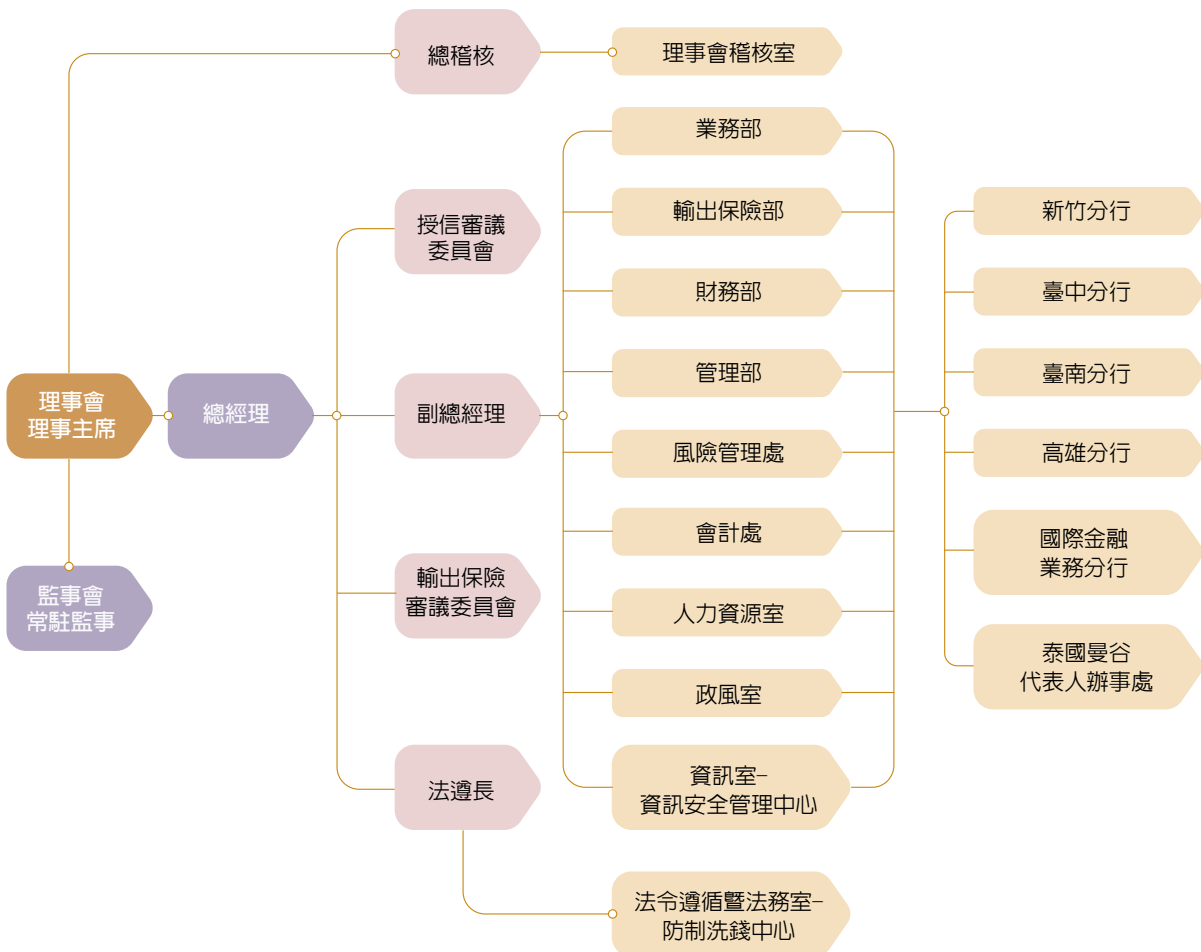 總稽核
理事會稽核室
業務部
輸出保險部
財務部
管理部
風險管理處
會計處
人力資源室
政風室
資訊室–
資訊安全管理中心
法令遵循暨法務室–
防制洗錢中心
授信審議
委員會
副總經理
輸出保險
審議委員會
法遵長
理事會
理事主席
總經理
監事會
常駐監事
新竹分行
臺中分行
臺南分行
高雄分行
國際金融
業務分行
泰國曼谷
代表人辦事處